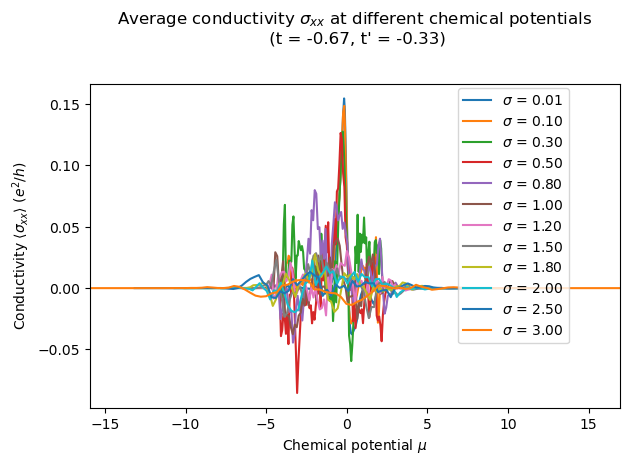 Average conductivity σxx at different chemical potentials
(t = -0.67, t' = -0.33)
Conductivity ⟨σxx⟩ (e²/h)
0.15
0.10
0.05
0.00
−0.05
σ = 0.01
σ = 0.10
σ = 0.30
σ = 0.50
σ = 0.80
σ = 1.00
σ = 1.20
σ = 1.50
σ = 1.80
σ = 2.00
σ = 2.50
σ = 3.00
−15 −10 −5 0 5 10 15
Chemical potential μ